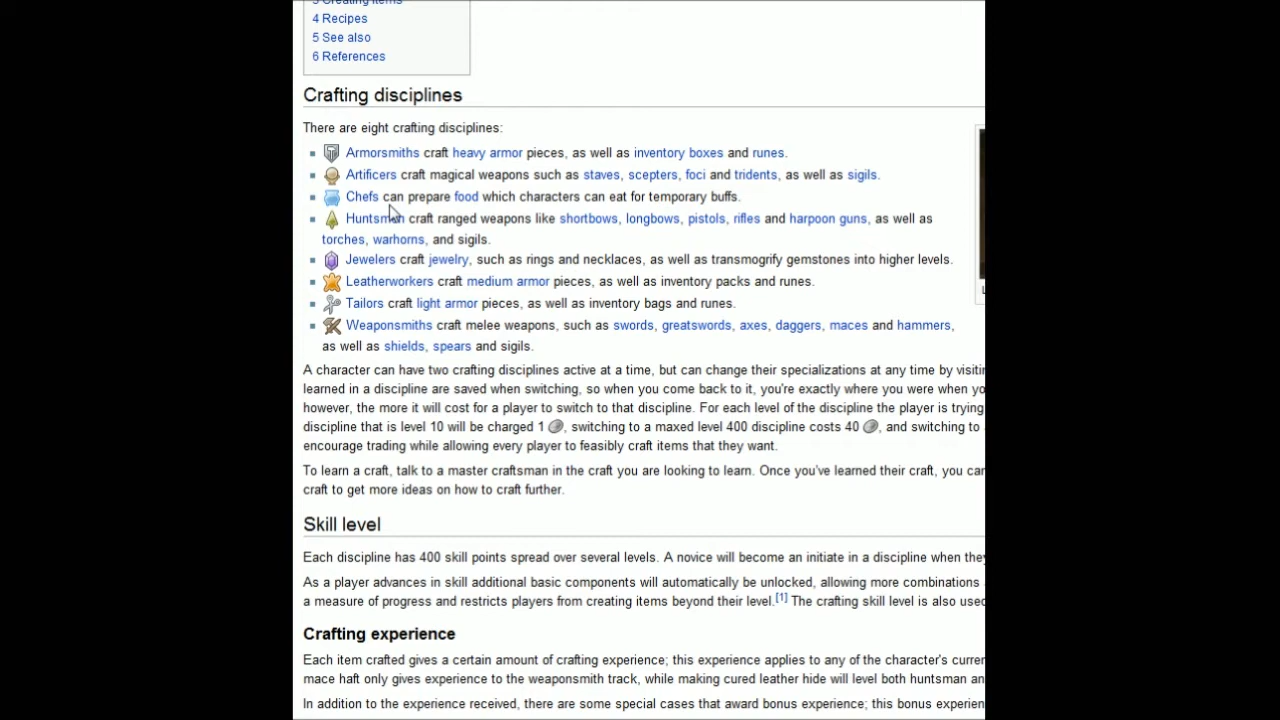 4 Recipes
5 See also
6 References
Crafting disciplines
There are eight crafting disciplines:
Armorsmiths craft heavy armor pieces, as well as inventory boxes and runes.
Artificers craft magical weapons such as staves, scepters, foci and tridents, as well as sigils.
Chefs can prepare food which characters can eat for temporary buffs.
Huntsman craft ranged weapons like shortbows, longbows, pistols, rifles and harpoon guns, as well as
torches, warhorns, and sigils.
Jewelers craft jewelry, such as rings and necklaces, as well as transmogrify gemstones into higher levels.
Leatherworkers craft medium armor pieces, as well as inventory packs and runes.
Tailors craft light armor pieces, as well as inventory bags and runes.
Weaponsmiths craft melee weapons, such as swords, greatswords, axes, daggers, maces and hammers,
as well as shields, spears and sigils.
A character can have two crafting disciplines active at a time, but can change their specializations at any time by
learned in a discipline are saved when switching, so when you come back to it, you're exactly where you were when
however, the more it will cost for a player to switch to that discipline. For each level of the discipline the player is trying
discipline that is level 10 will be charged 1 , switching to a maxed level 400 discipline costs 40 , and switching to
encourage trading while allowing every player to feasibly craft items that they want.
To learn a craft, talk to a master craftsman in the craft you are looking to learn. Once you've learned their craft, you
craft to get more ideas on how to craft further.
Skill level
Each discipline has 400 skill points spread over several levels. A novice will become an initiate in a discipline when
As a player advances in skill additional basic components will automatically be unlocked, allowing more combinations
a measure of progress and restricts players from creating items beyond their level.[1] The crafting skill level is also
Crafting experience
Each item crafted gives a certain amount of crafting experience; this experience applies to any of the character's
mace haft only gives experience to the weaponsmith track, while making cured leather hide will level both huntsman
In addition to the experience received, there are some special cases that award bonus experience; this bonus